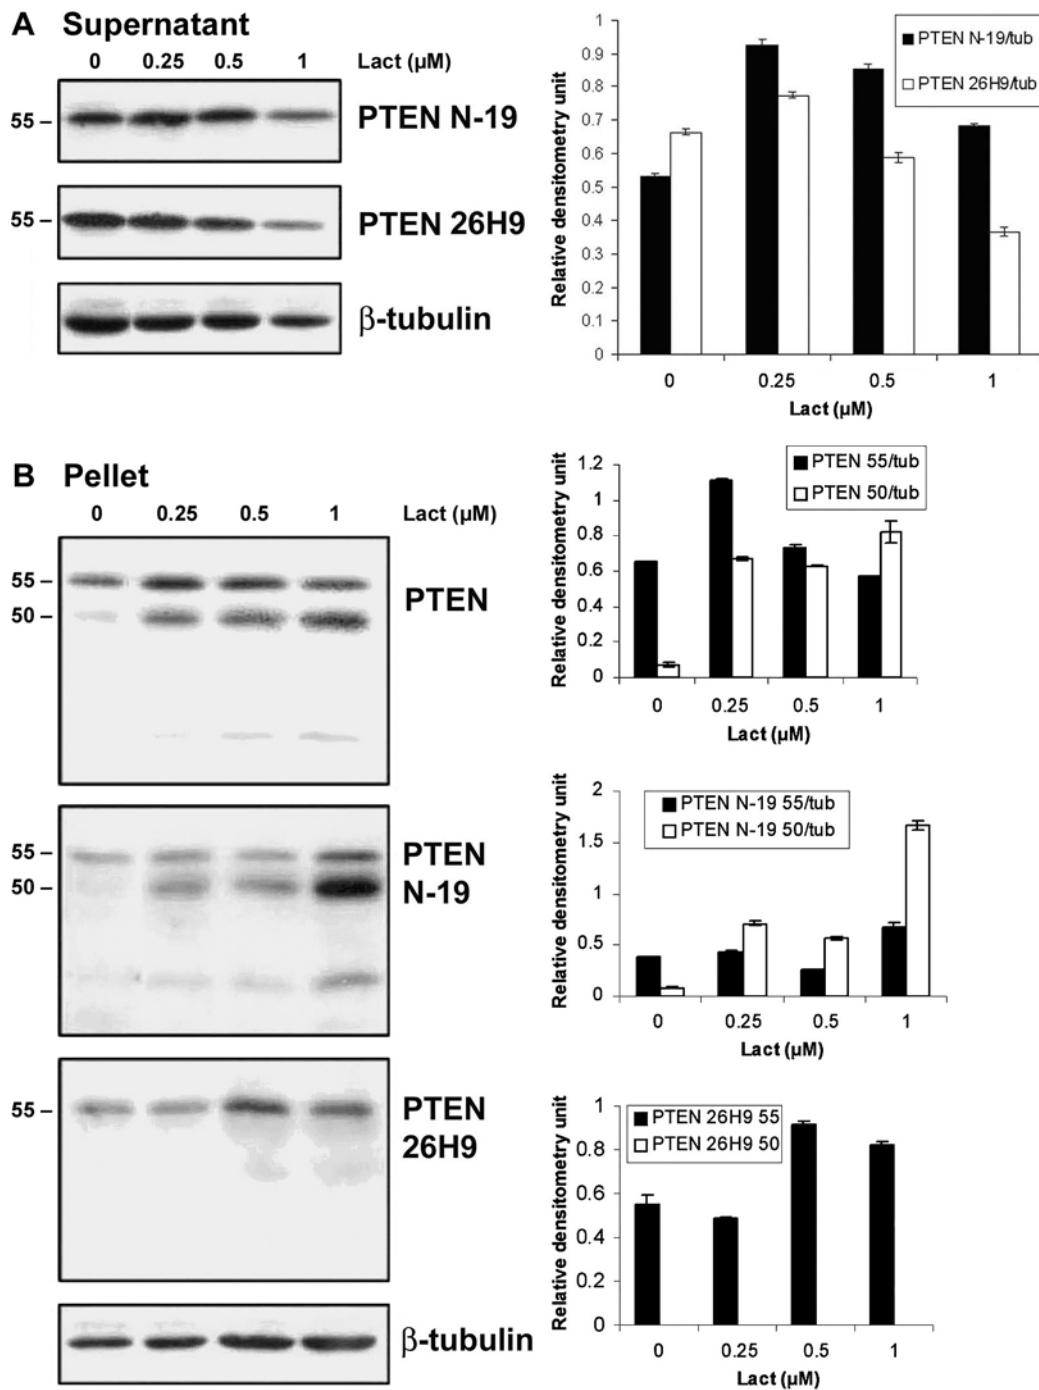 A Supernatant
0 0.25 0.5 1 Lact (µM)
55 – PTEN N-19
55 – PTEN 26H9
β-tubulin
Relative densitometry unit
1
0.9
0.8
0.7
0.6
0.5
0.4
0.3
0.2
0.1
0
PTEN N-19/tub
PTEN 26H9/tub
0 0.25 0.5 1
Lact (µM)
B Pellet
0 0.25 0.5 1 Lact (µM)
55 –
50 –
PTEN
55 –
50 –
PTEN
N-19
55 –
PTEN
26H9
β-tubulin
Relative densitometry unit
1.2
1
0.8
0.6
0.4
0.2
0
PTEN 55/tub
PTEN 50/tub
0 0.25 0.5 1
Lact (µM)
Relative densitometry unit
2
1.5
1
0.5
0
PTEN N-19 55/tub
PTEN N-19 50/tub
0 0.25 0.5 1
Lact (µM)
Relative densitometry unit
1
0.8
0.6
0.4
0.2
0
PTEN 26H9 55
PTEN 26H9 50
0 0.25 0.5 1
Lact (µM)